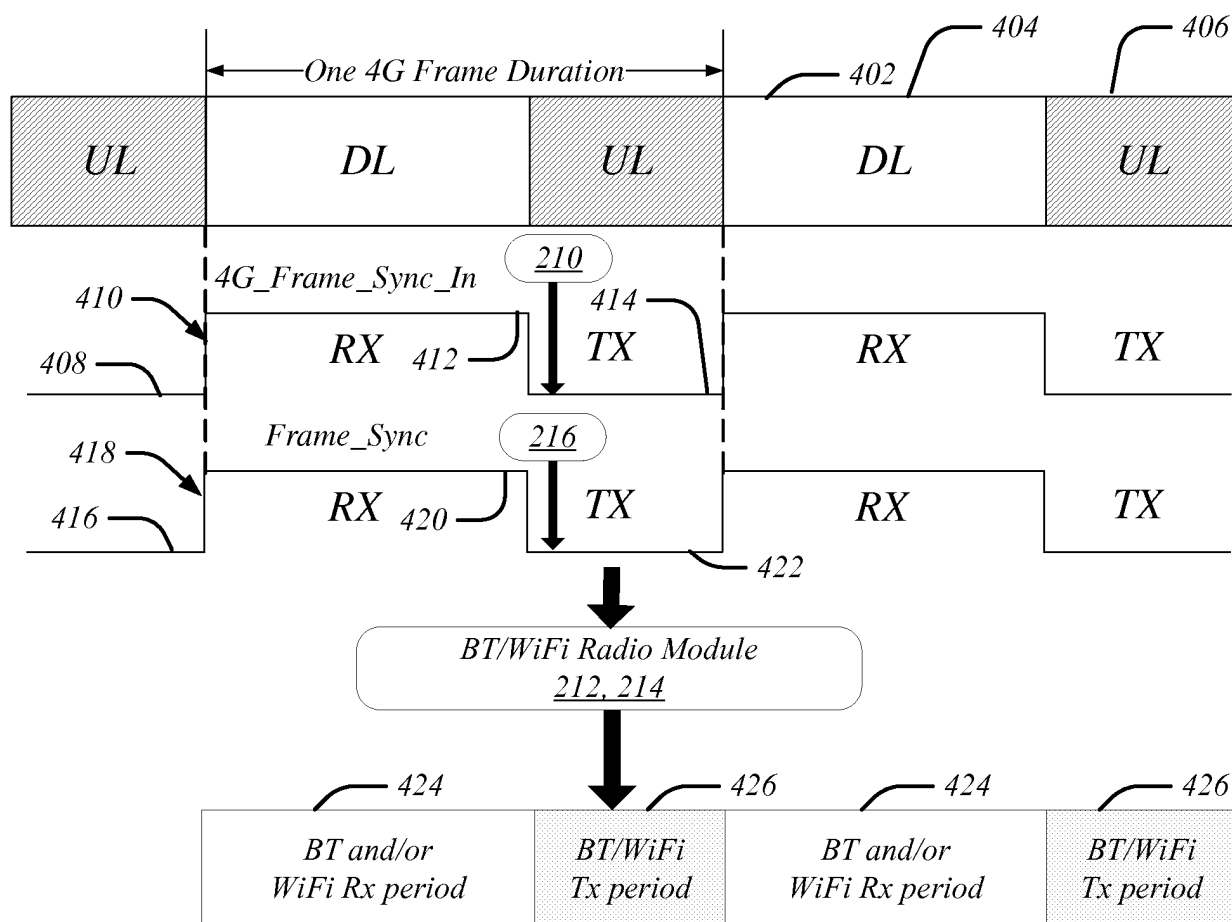 404
406
One 4G Frame Duration
402
UL
DL
UL
DL
UL
210
4G_Frame_Sync_In
414
410
RX
412
TX
RX
TX
408
Frame_Sync
216
418
RX
420
TX
RX
TX
416
422
BT/WiFi Radio Module
212, 214
424
426
424
426
BT and/or
WiFi Rx period
BT/WiFi
Tx period
BT and/or
WiFi Rx period
BT/WiFi
Tx period